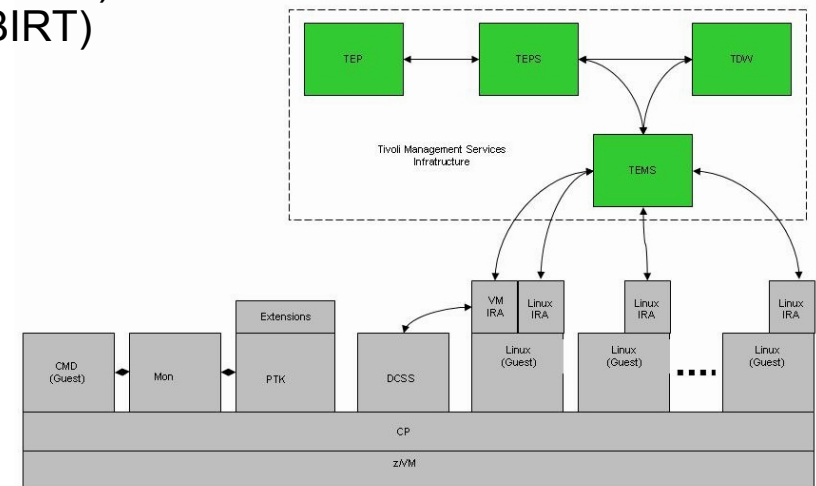 BIRT)
TEP
TEPS
TDW
Tivoli Management Services
Infratructure
TEMS
VM
IRA
Linux
IRA
Linux
IRA
Linux
IRA
Extensions
CMD
(Guest)
Mon
PTK
DCSS
Linux
(Guest)
Linux
(Guest)
Linux
(Guest)
CP
z/VM